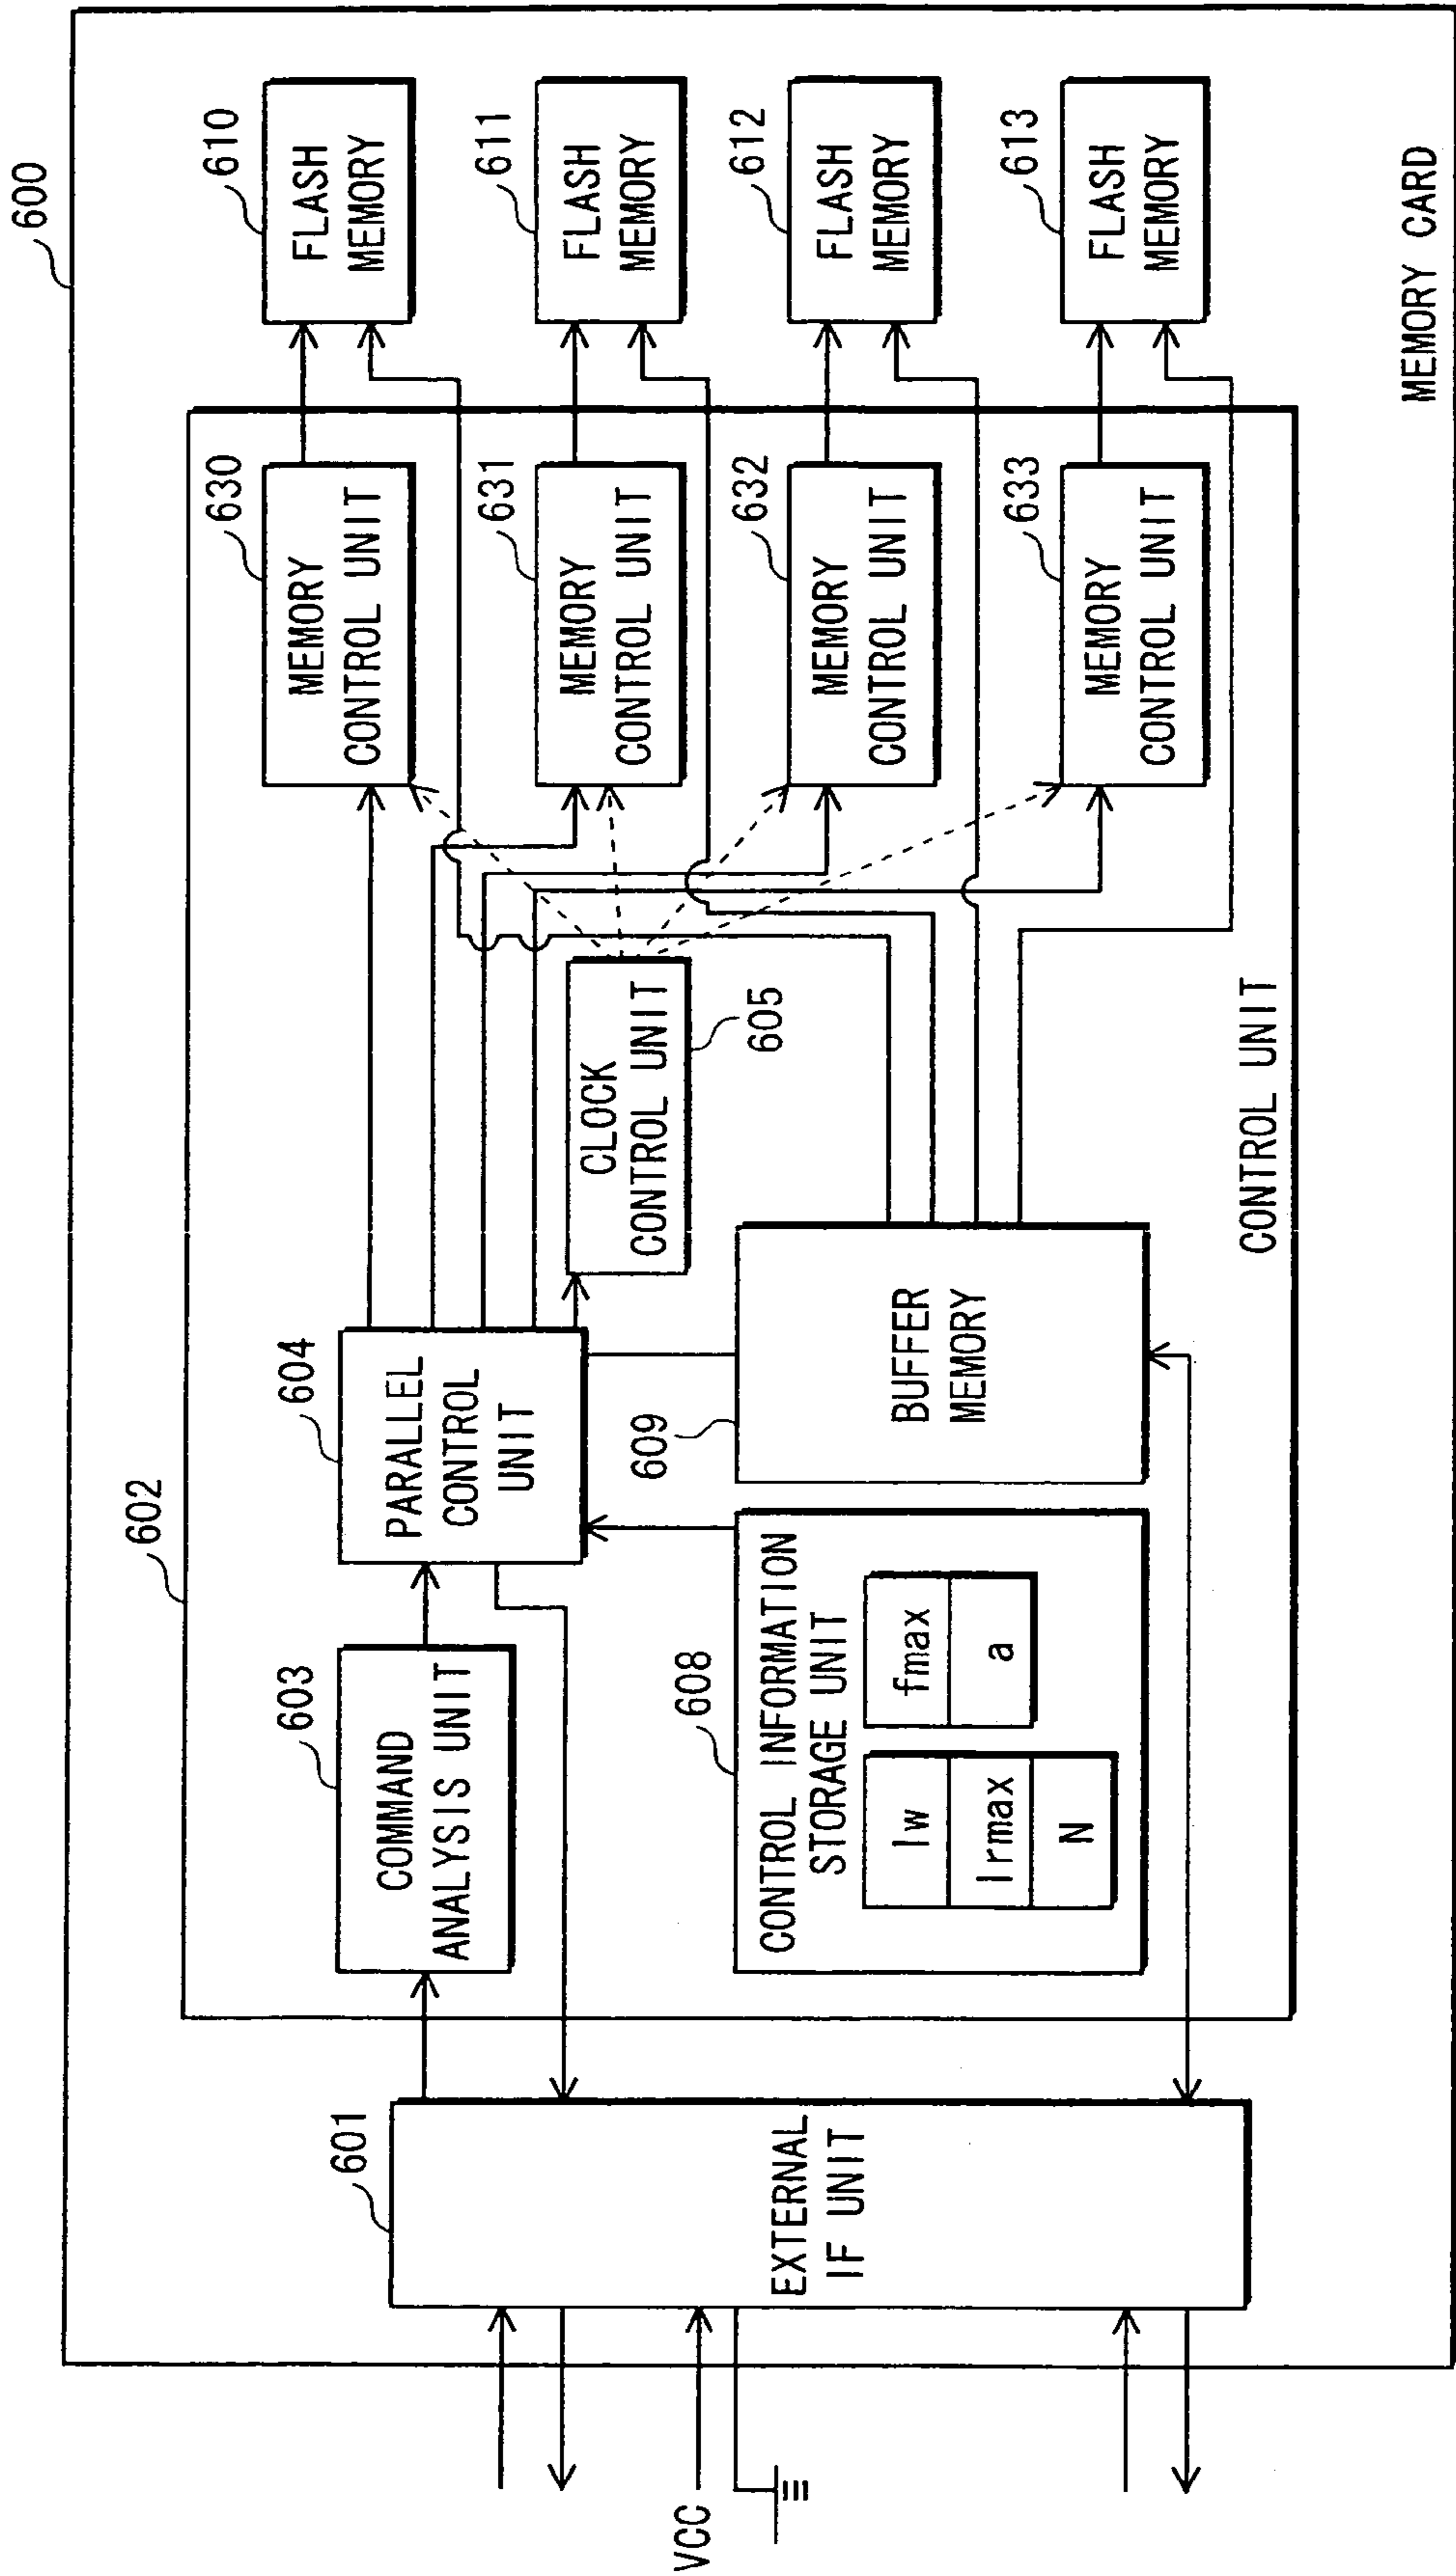 600
602
630
MEMORY
CONTROL UNIT
610
FLASH
MEMORY
604
PARALLEL
CONTROL
UNIT
603
COMMAND
ANALYSIS UNIT
601
EXTERNAL
IF UNIT
VCC
631
MEMORY
CONTROL UNIT
611
FLASH
MEMORY
CLOCK
CONTROL UNIT
605
608
CONTROL INFORMATION
STORAGE UNIT
Iw
Irmax
N
fmax
a
609
BUFFER
MEMORY
632
MEMORY
CONTROL UNIT
612
FLASH
MEMORY
633
MEMORY
CONTROL UNIT
613
FLASH
MEMORY
CONTROL UNIT
MEMORY CARD